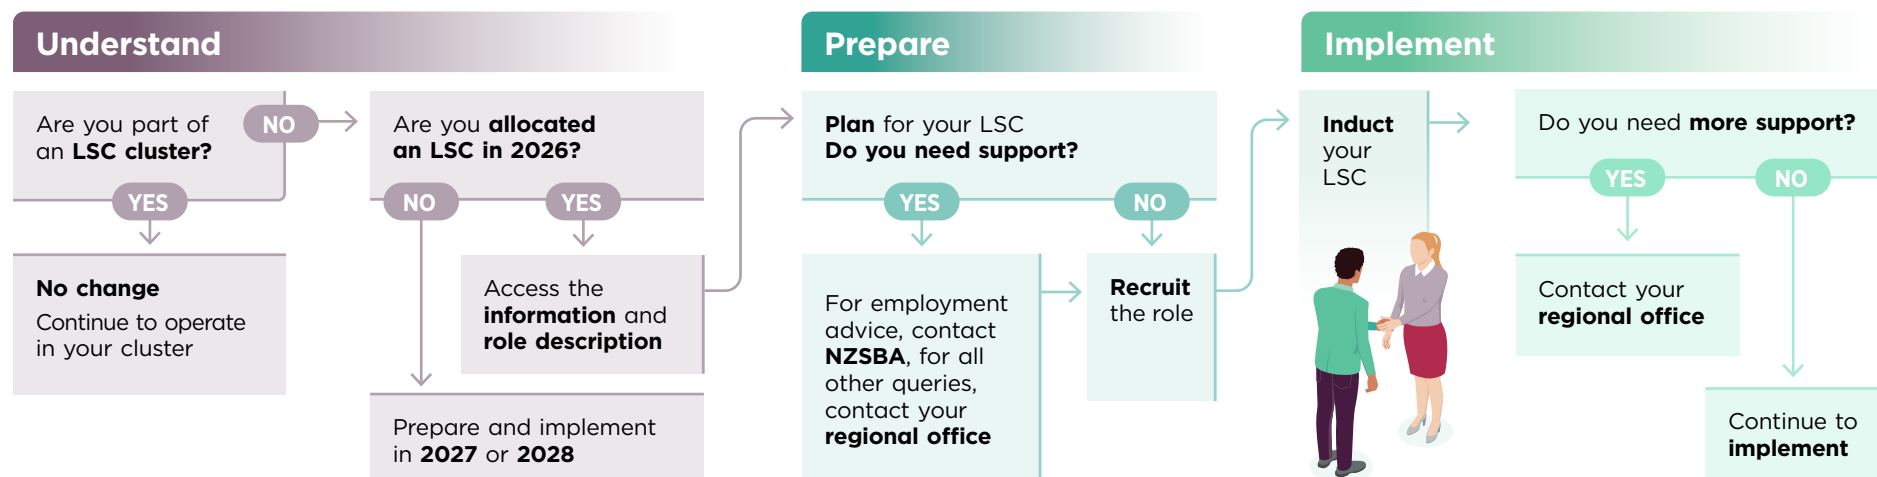 Understand
Are you part of
an LSC cluster?
NO
YES
No change
Continue to operate
in your cluster
Are you allocated
an LSC in 2026?
NO
YES
Access the
information and
role description
Prepare and implement
in 2027 or 2028
Prepare
Plan for your LSC
Do you need support?
YES
NO
For employment
advice, contact
NZSBA, for all
other queries,
contact your
regional office
Recruit
the role
Implement
Induct
your
LSC
Do you need more support?
YES
NO
Contact your
regional office
Continue to
implement